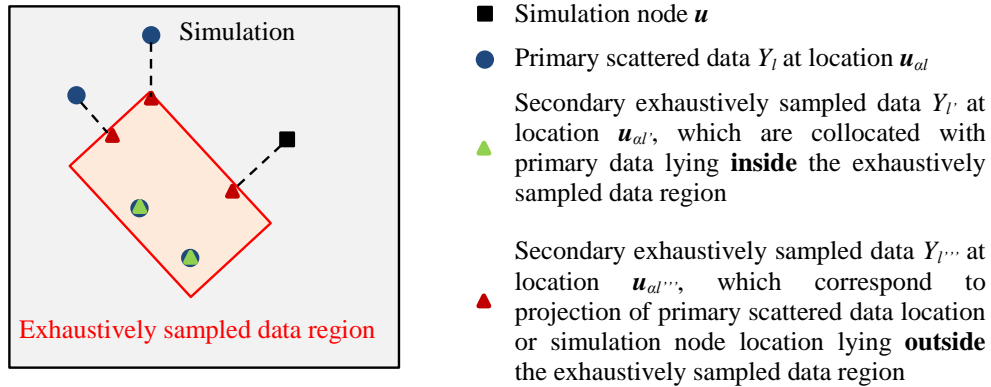 Simulation
Exhaustively sampled data region
Simulation node u
Primary scattered data Yl at location uαl
Secondary exhaustively sampled data Yl' at
location uαl', which are collocated with
primary data lying inside the exhaustively
sampled data region
Secondary exhaustively sampled data Yl''' at
location uαl''', which correspond to
projection of primary scattered data location
or simulation node location lying outside
the exhaustively sampled data region